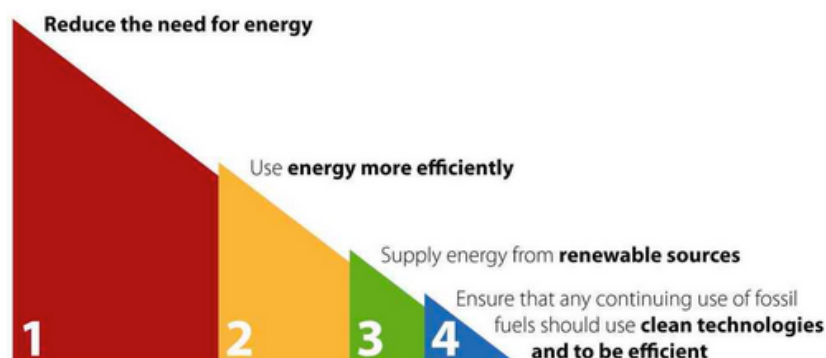 Reduce the need for energy
Use energy more efficiently
Supply energy from renewable sources
Ensure that any continuing use of fossil
fuels should use clean technologies
and to be efficient
1 2 3 4